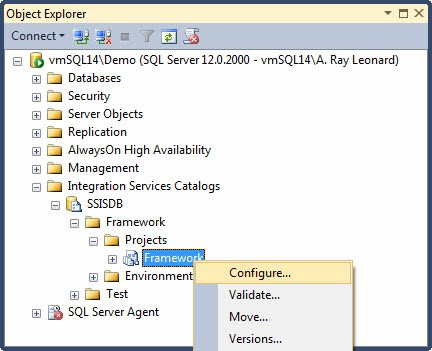 Object Explorer
Connect
vmSQL14\Demo (SQL Server 12.0.2000 - vmSQL14\A. Ray Leonard)
Databases
Security
Server Objects
Replication
AlwaysOn High Availability
Management
Integration Services Catalogs
SSISDB
Framework
Projects
Framework
Configure...
Environment
Validate...
Test
Move...
SQL Server Agent
Versions...